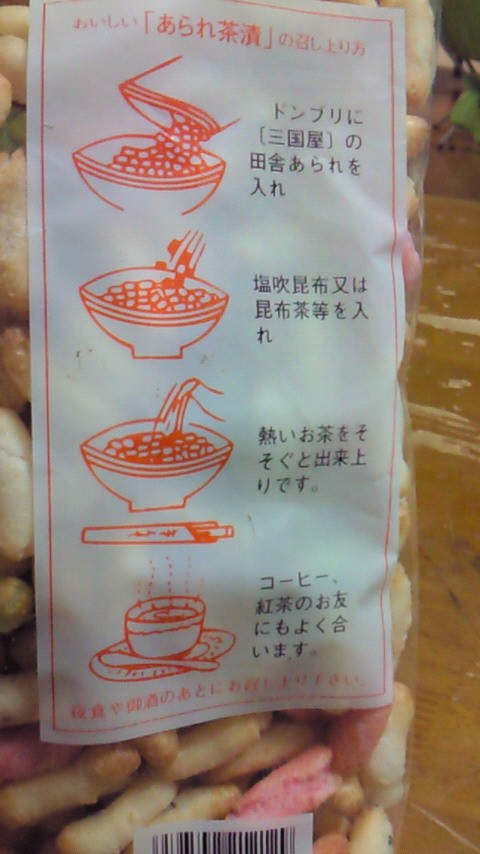 おいしい「あられ茶漬」の召し上り方
ドンブリに
〔三国屋〕の
田舎あられを
入れ
塩吹昆布又は
昆布茶等を入
れ
熱いお茶をそ
そぐと出来上
りです。
コーヒー、
紅茶のお友
にもよく合
います。
夜食や御酒のあとにお召し上り下さい。